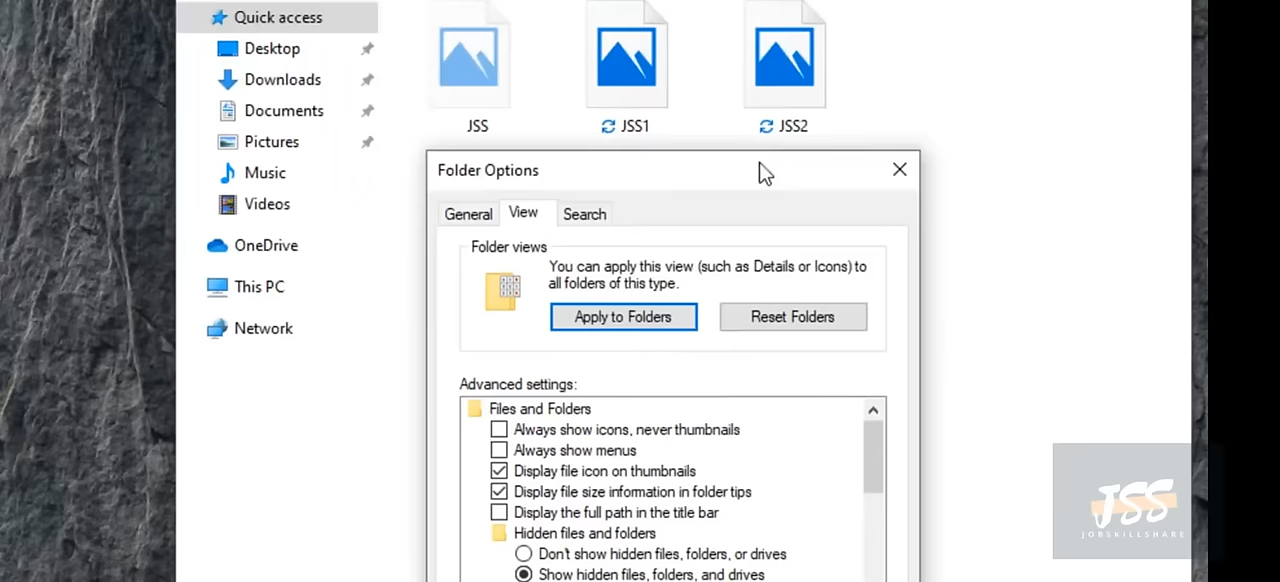 Quick access
Desktop
Downloads
Documents
Pictures
Music
Videos
OneDrive
This PC
Network
JSS
JSS1
JSS2
Folder Options
General
View
Search
Folder views
You can apply this view (such as Details or Icons) to
all folders of this type.
Apply to Folders
Reset Folders
Advanced settings:
Files and Folders
Always show icons, never thumbnails
Always show menus
Display file icon on thumbnails
Display file size information in folder tips
Display the full path in the title bar
Hidden files and folders
Don't show hidden files, folders, or drives
Show hidden files, folders, and drives
JSS
JOBSKILLSHARE